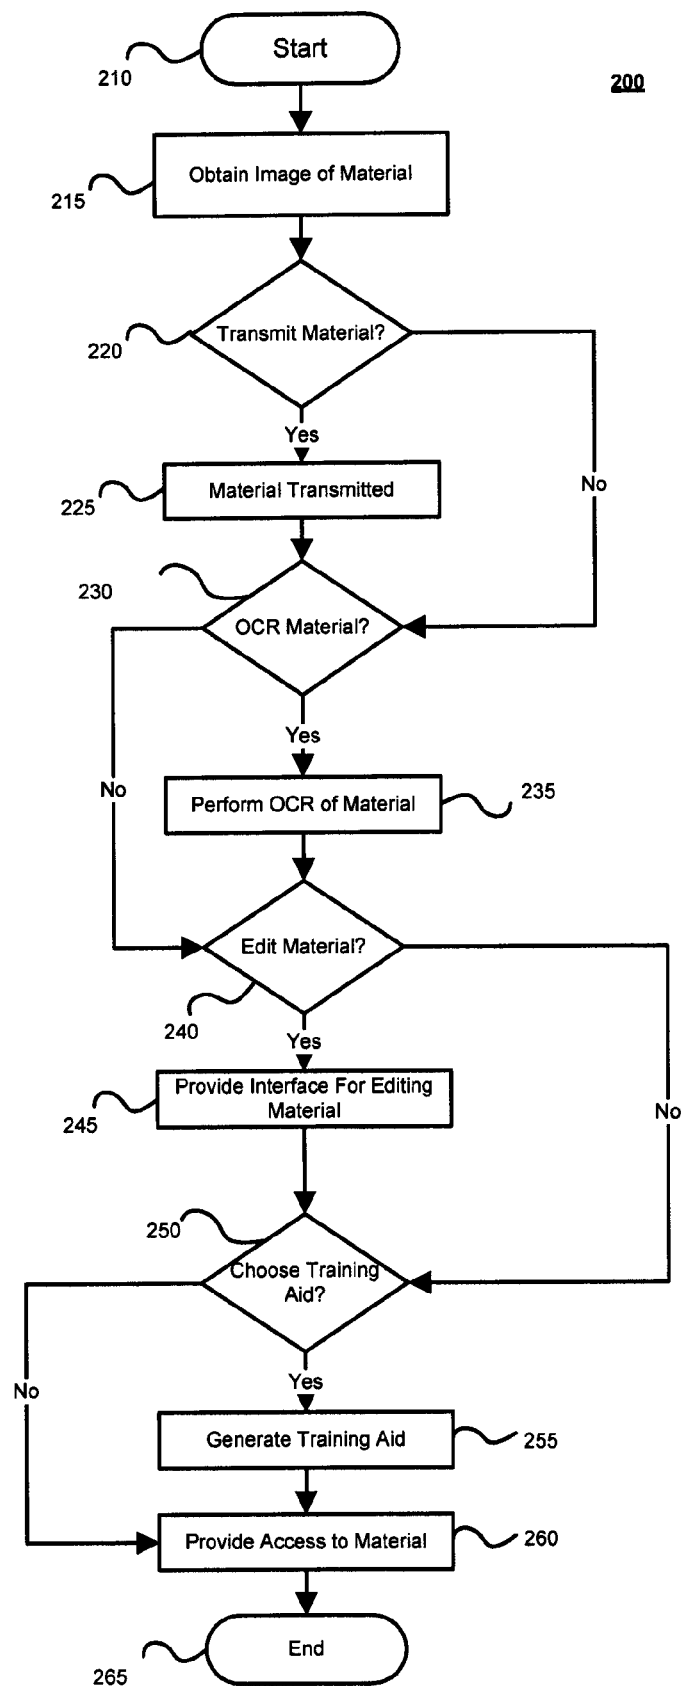 Start
210
200
Obtain Image of Material
215
Transmit Material?
220
Yes
No
Material Transmitted
225
230
OCR Material?
Yes
No
Perform OCR of Material
235
Edit Material?
240
Yes
No
Provide Interface For Editing
Material
245
250
Choose Training
Aid?
Yes
No
Generate Training Aid
255
Provide Access to Material
260
End
265